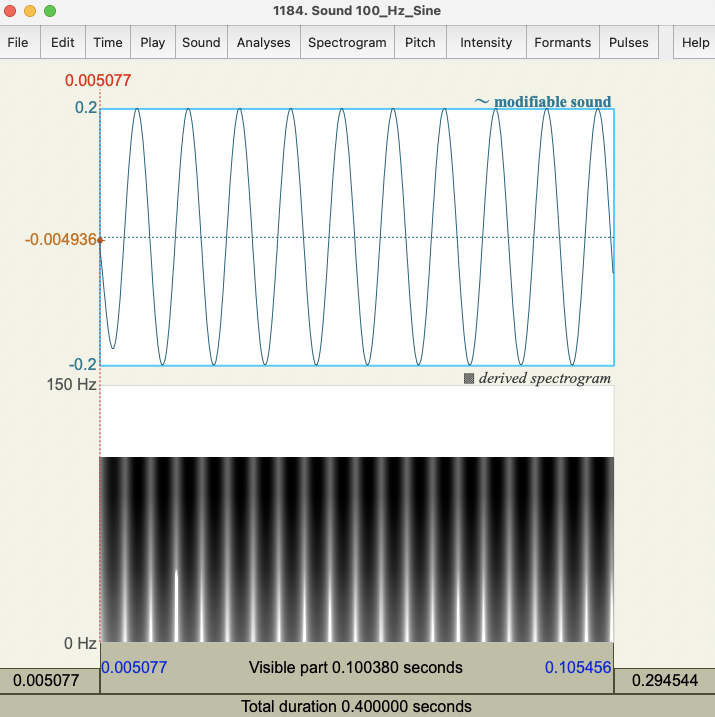 1184. Sound 100_Hz_Sine
File Edit Time Play Sound Analyses Spectrogram Pitch Intensity Formants Pulses Help
0.005077
0.2
~ modifiable sound
-0.004936
-0.2
150 Hz
derived spectrogram
0 Hz
0.005077 Visible part 0.100380 seconds 0.105456
0.005077 0.294544
Total duration 0.400000 seconds